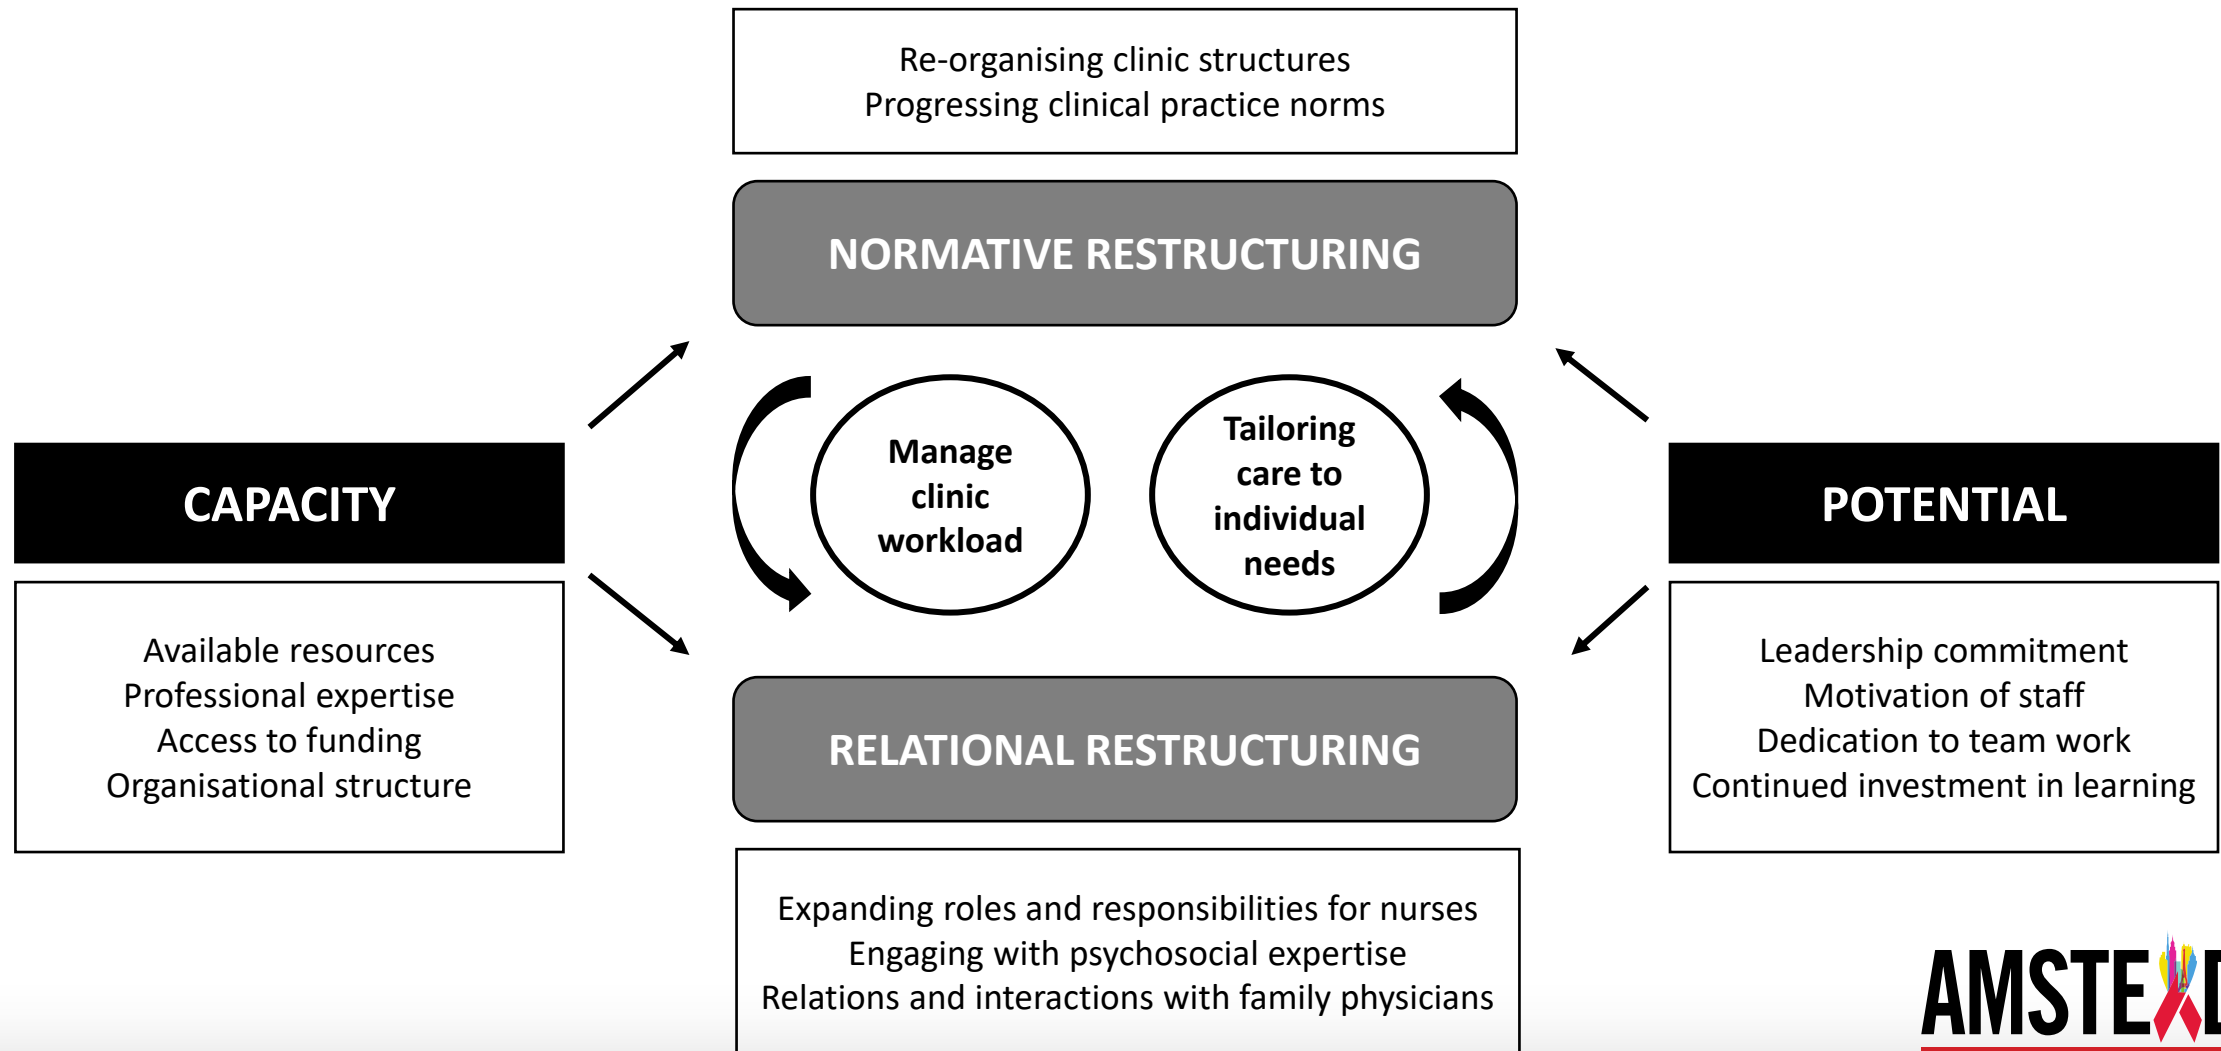 Re-organising clinic structures
Progressing clinical practice norms
NORMATIVE RESTRUCTURING
CAPACITY
Available resources
Professional expertise
Access to funding
Organisational structure
Manage
clinic
workload
Tailoring
care to
individual
needs
POTENTIAL
Leadership commitment
Motivation of staff
Dedication to team work
Continued investment in learning
RELATIONAL RESTRUCTURING
Expanding roles and responsibilities for nurses
Engaging with psychosocial expertise
Relations and interactions with family physicians